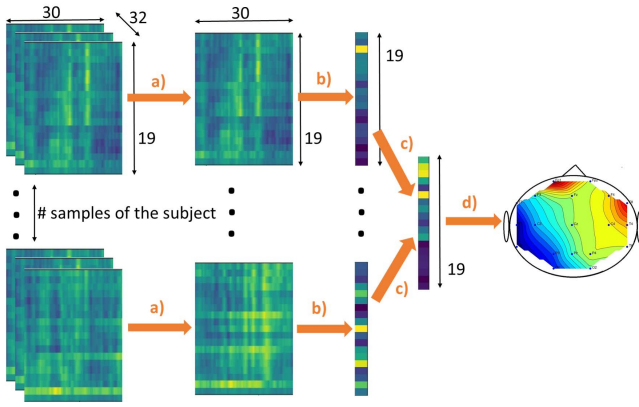 30
32
30
a)
b)
19
19
19
c)
d)
# samples of the subject
19
c)
a)
b)